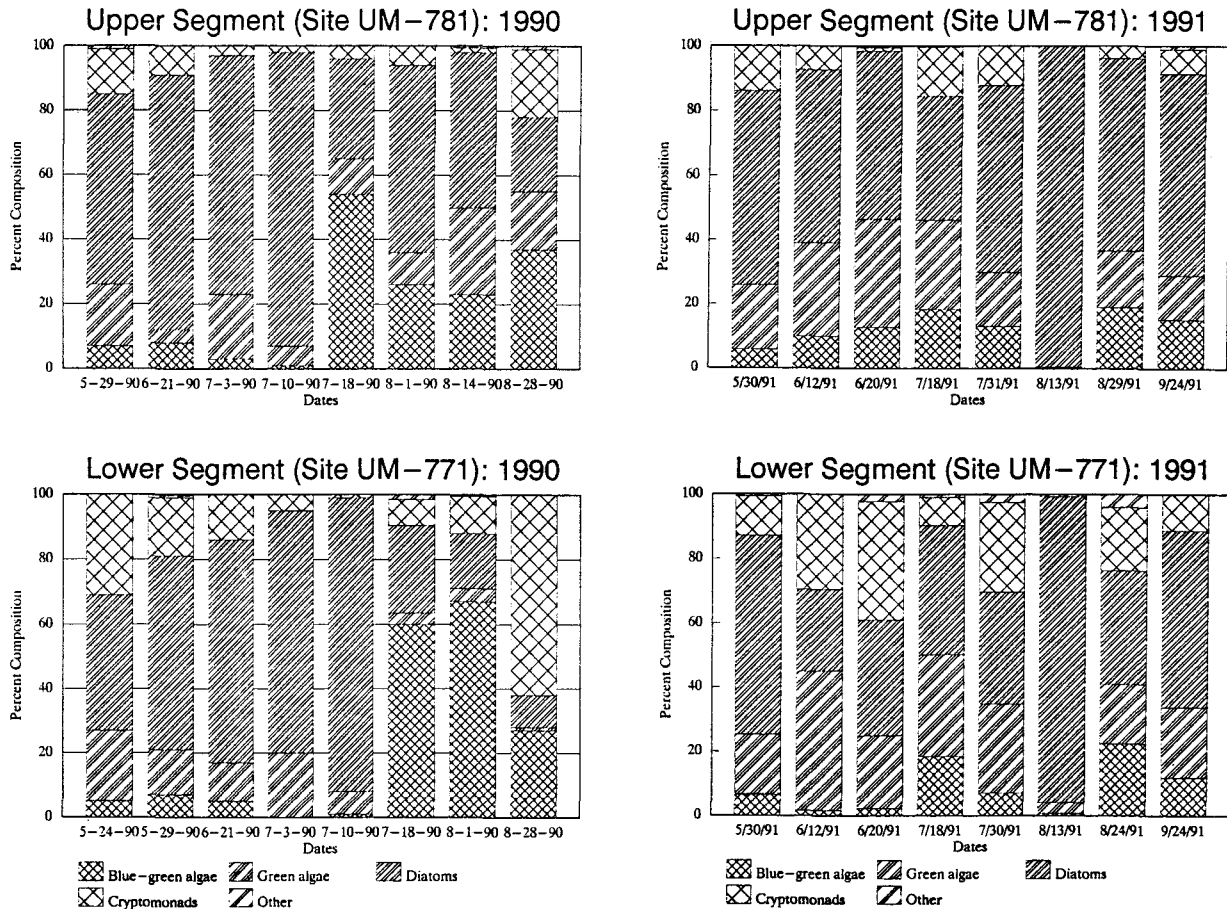 Upper Segment (Site UM-781): 1990
Percent Composition
100
80
60
40
20
0
5-29-90 6-21-90 7-3-90 7-10-90 7-18-90 8-1-90 8-14-90 8-28-90
Dates
Upper Segment (Site UM-781): 1991
Percent Composition
100
80
60
40
20
0
5/30/91 6/12/91 6/20/91 7/18/91 7/31/91 8/13/91 8/29/91 9/24/91
Dates
Lower Segment (Site UM-771): 1990
Percent Composition
100
80
60
40
20
0
5-24-90 5-29-90 6-21-90 7-3-90 7-10-90 7-18-90 8-1-90 8-28-90
Dates
Blue-green algae Green algae Diatoms
Cryptomonads Other
Lower Segment (Site UM-771): 1991
Percent Composition
100
80
60
40
20
0
5/30/91 6/12/91 6/20/91 7/18/91 7/30/91 8/13/91 8/24/91 9/24/91
Dates
Blue-green algae Green algae Diatoms
Cryptomonads Other